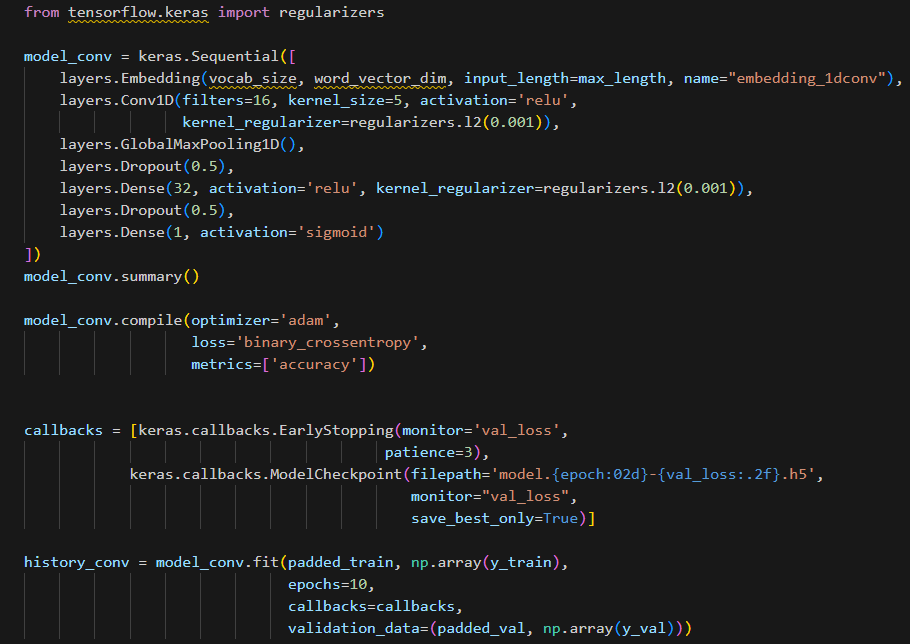 from tensorflow.keras import regularizers

model_conv = keras.Sequential([
    layers.Embedding(vocab_size, word_vector_dim, input_length=max_length, name="embedding_1dconv"),
    layers.Conv1D(filters=16, kernel_size=5, activation='relu',
                  kernel_regularizer=regularizers.l2(0.001)),
    layers.GlobalMaxPooling1D(),
    layers.Dropout(0.5),
    layers.Dense(32, activation='relu', kernel_regularizer=regularizers.l2(0.001)),
    layers.Dropout(0.5),
    layers.Dense(1, activation='sigmoid')
])
model_conv.summary()

model_conv.compile(optimizer='adam',
                   loss='binary_crossentropy',
                   metrics=['accuracy'])


callbacks = [keras.callbacks.EarlyStopping(monitor='val_loss',
                                         patience=3),
            keras.callbacks.ModelCheckpoint(filepath='model.{epoch:02d}-{val_loss:.2f}.h5',
                                            monitor="val_loss",
                                            save_best_only=True)]

history_conv = model_conv.fit(padded_train, np.array(y_train),
                              epochs=10,
                              callbacks=callbacks,
                              validation_data=(padded_val, np.array(y_val)))